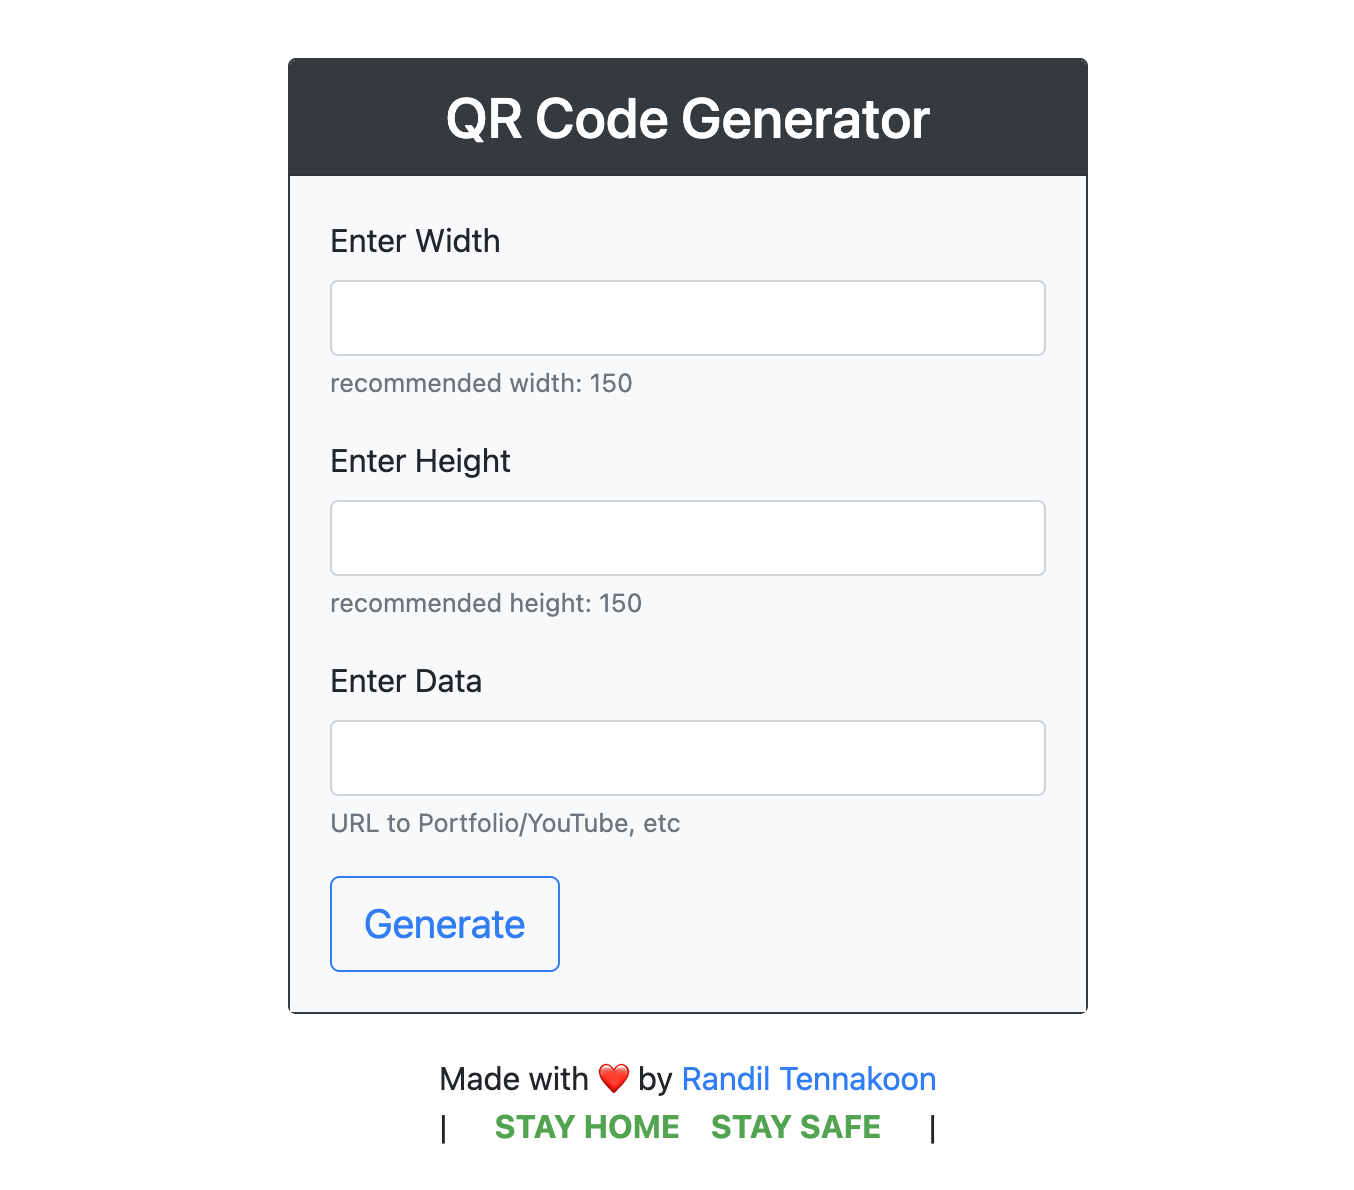 QR Code Generator
Enter Width
recommended width: 150
Enter Height
recommended height: 150
Enter Data
URL to Portfolio/YouTube, etc
Generate
Made with ❤️ by Randil Tennakoon
| STAY HOME STAY SAFE |